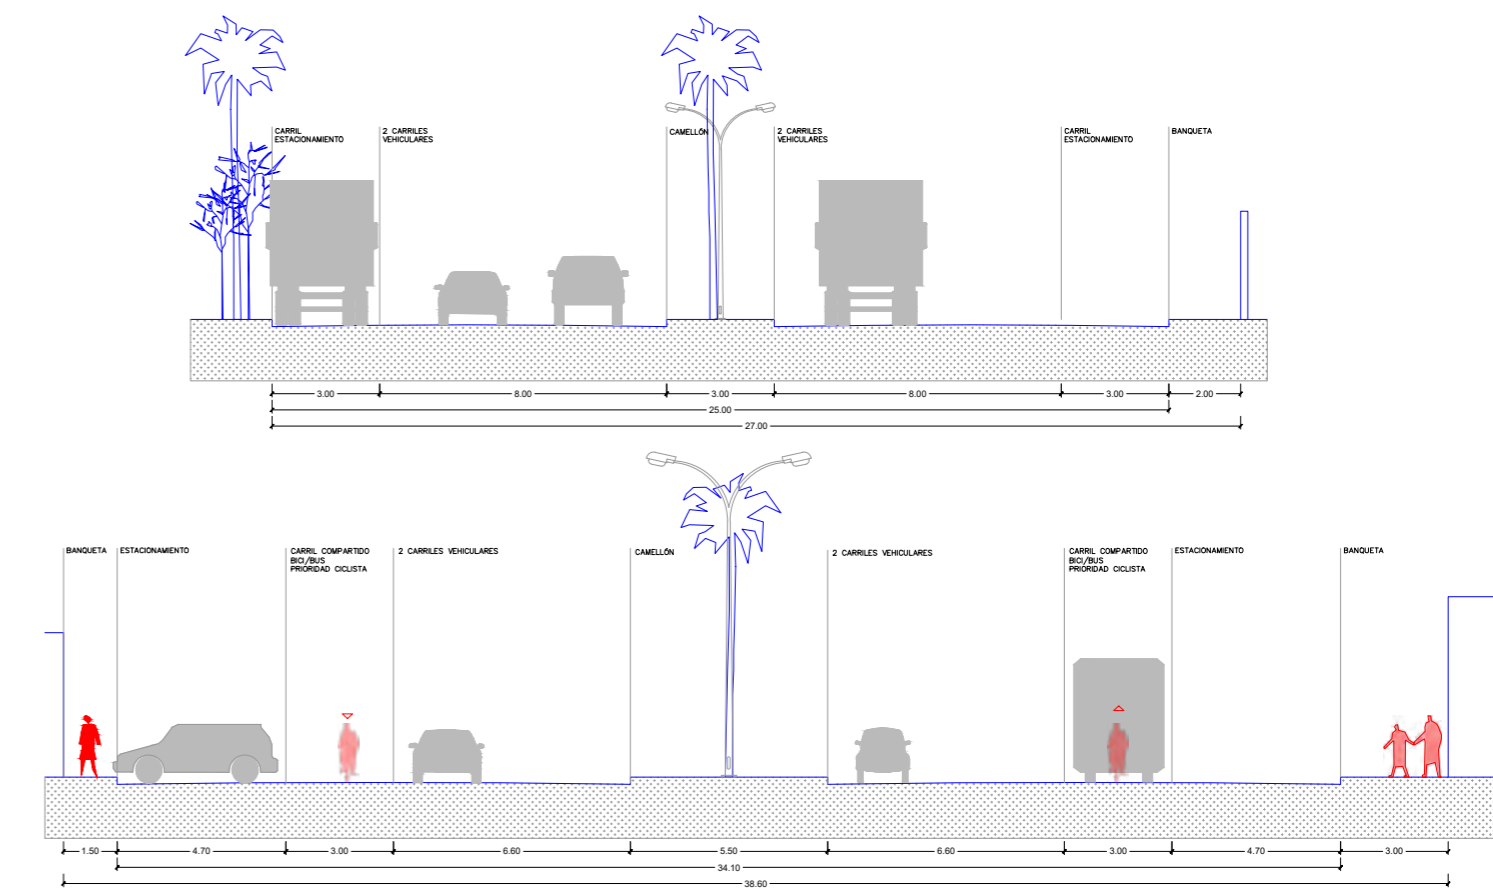 CARRIL
ESTACIONAMIENTO
2 CARRILES
VEHICULARES
CAMELLÓN
2 CARRILES
VEHICULARES
CARRIL
ESTACIONAMIENTO
BANQUETA
3.00
8.00
3.00
8.00
3.00
2.00
25.00
27.00
BANQUETA
ESTACIONAMIENTO
CARRIL COMPARTIDO
BICI/BUS
PRIORIDAD CICLISTA
2 CARRILES VEHICULARES
CAMELLÓN
2 CARRILES VEHICULARES
CARRIL COMPARTIDO
BICI/BUS
PRIORIDAD CICLISTA
ESTACIONAMIENTO
BANQUETA
1.50
4.70
3.00
6.60
5.50
6.60
3.00
4.70
3.00
34.10
38.60